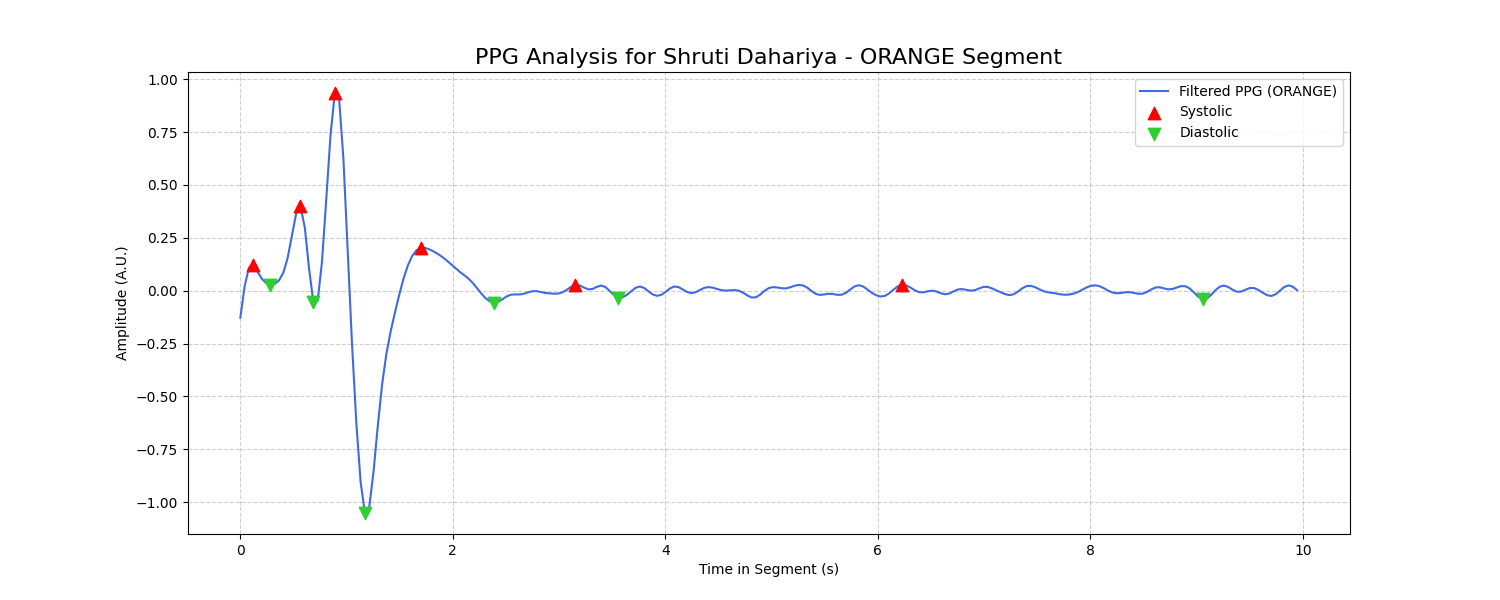 PPG Analysis for Shruti Dahariya - ORANGE Segment
Filtered PPG (ORANGE)
Systolic
Diastolic
Amplitude (A.U.)
1.00
0.75
0.50
0.25
0.00
−0.25
−0.50
−0.75
−1.00
0 2 4 6 8 10
Time in Segment (s)